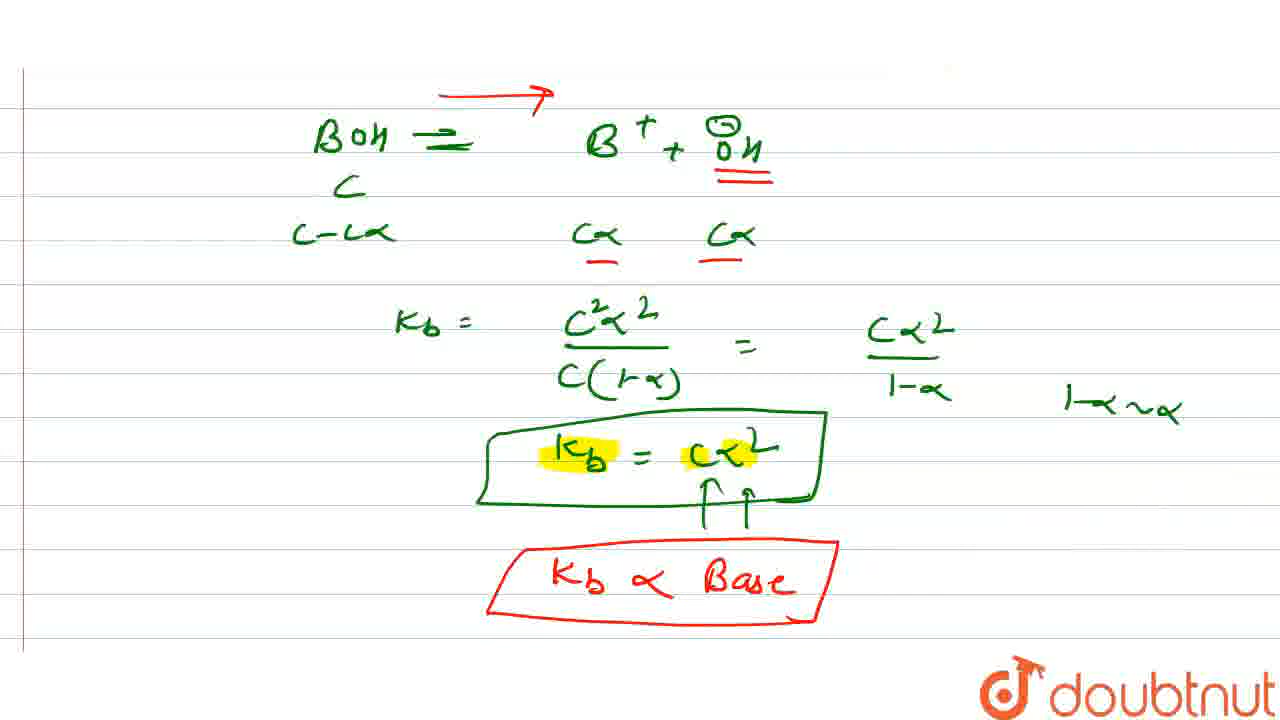 BOH ⇌ B⁺ + OH⊖
C
C-Cα Cα Cα
Kb = C²α² / C(1-α) = Cα² / 1-α
1-α ~ α
Kb = Cα²
Kb ∝ Base
doubtnut